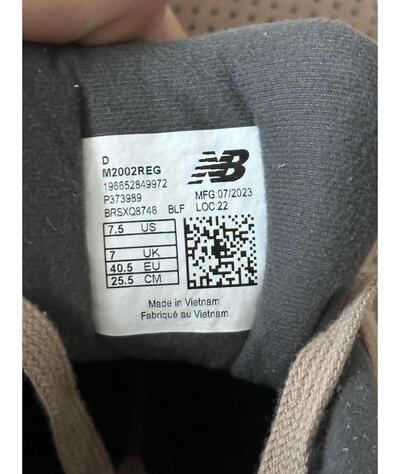 D
M2002REG
196652849972
P373989
BRSXQ8746 BLF
NB
MFG:07/2023
LOC:22
7.5 US
7 UK
40.5 EU
25.5 CM
Made in Vietnam
Fabriqué au Vietnam